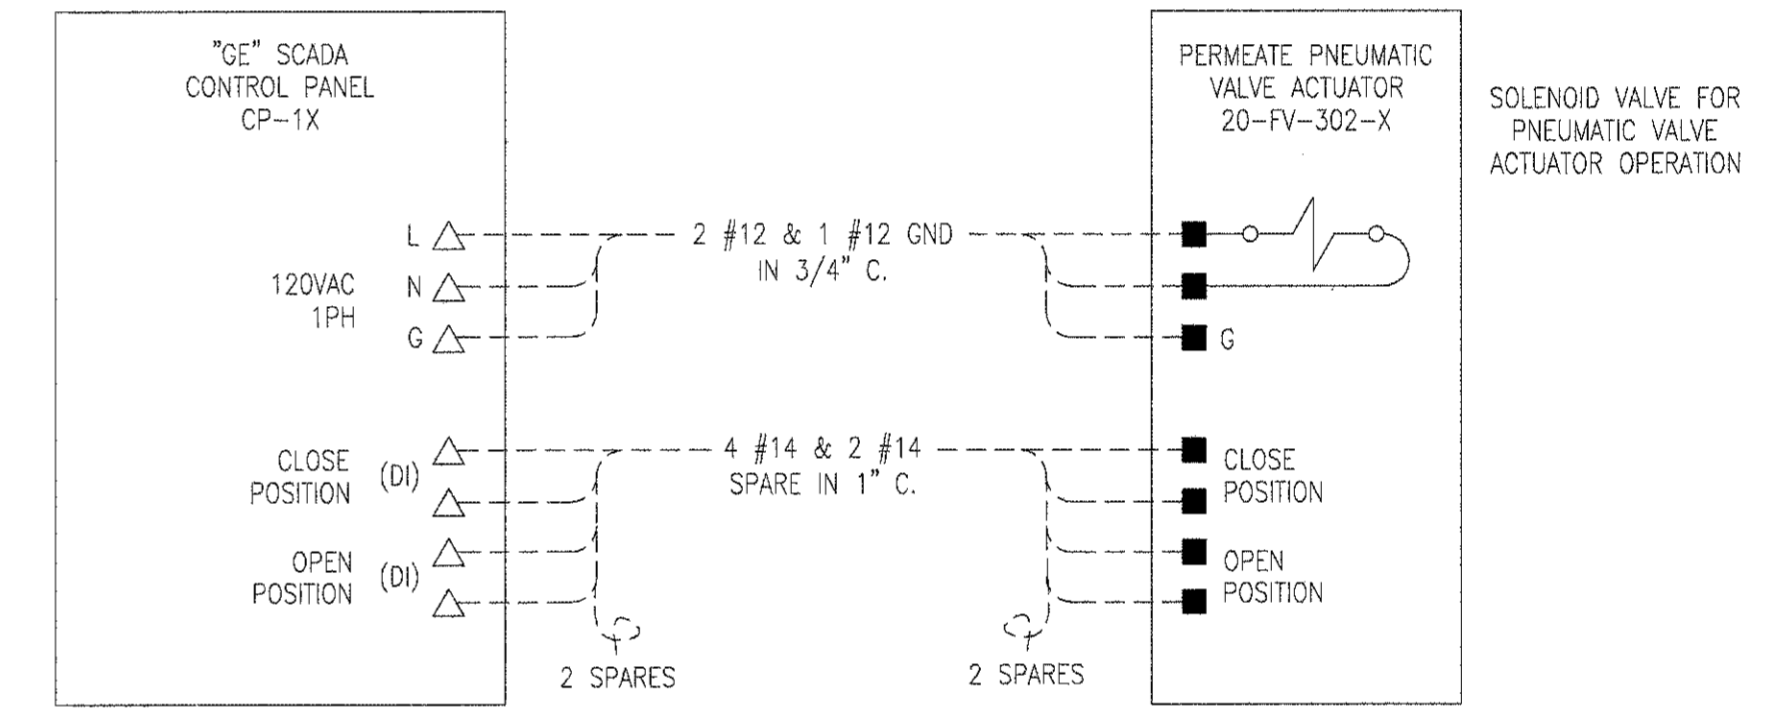 "GE" SCADA
CONTROL PANEL
CP-1X
PERMEATE PNEUMATIC
VALVE ACTUATOR
20-FV-302-X
SOLENOID VALVE FOR
PNEUMATIC VALVE
ACTUATOR OPERATION
120VAC
1PH
L
N
G
2 #12 & 1 #12 GND
IN 3/4" C.
G
CLOSE
POSITION
(DI)
OPEN
POSITION
(DI)
4 #14 & 2 #14
SPARE IN 1" C.
CLOSE
POSITION
OPEN
POSITION
2 SPARES
2 SPARES